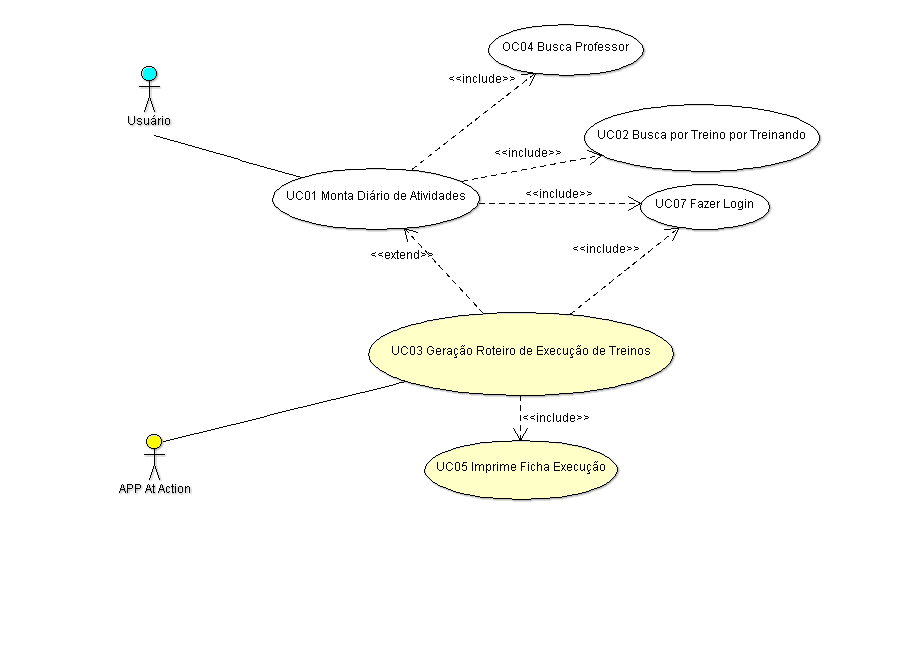 OC04 Busca Professor
<<include>>
Usuário
UC02 Busca por Treino por Treinando
<<include>>
UC01 Monta Diário de Atividades
<<include>>
UC07 Fazer Login
<<extend>>
<<include>>
UC03 Geração Roteiro de Execução de Treinos
<<include>>
UC05 Imprime Ficha Execução
APP At Action